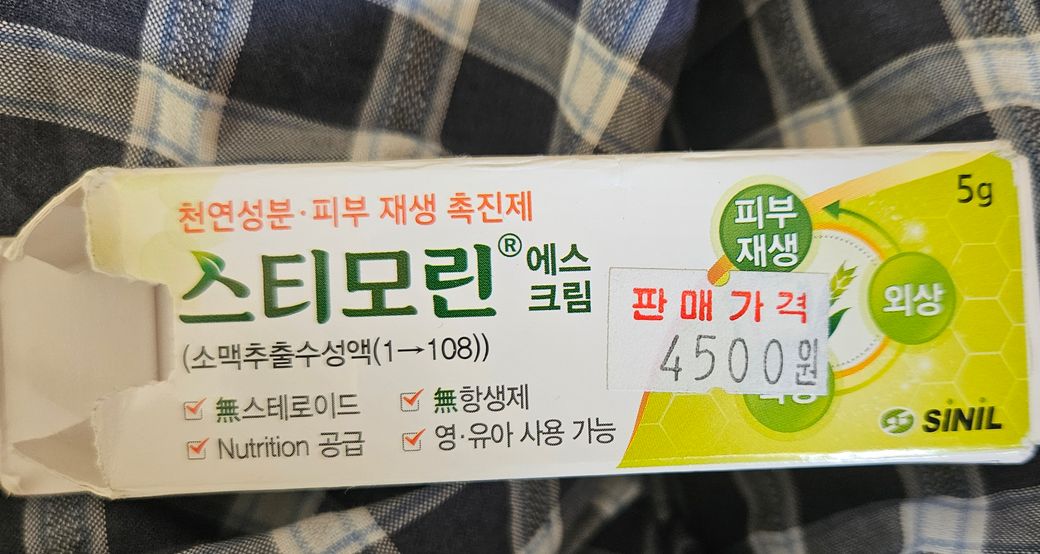 천연성분·피부 재생 촉진제
스티모린® 에스
크림
(소맥추출수성액(1→108))
無스테로이드
無항생제
Nutrition 공급
영·유아 사용 가능
5g
피부
재생
외상
판매가격
4500원
SINIL